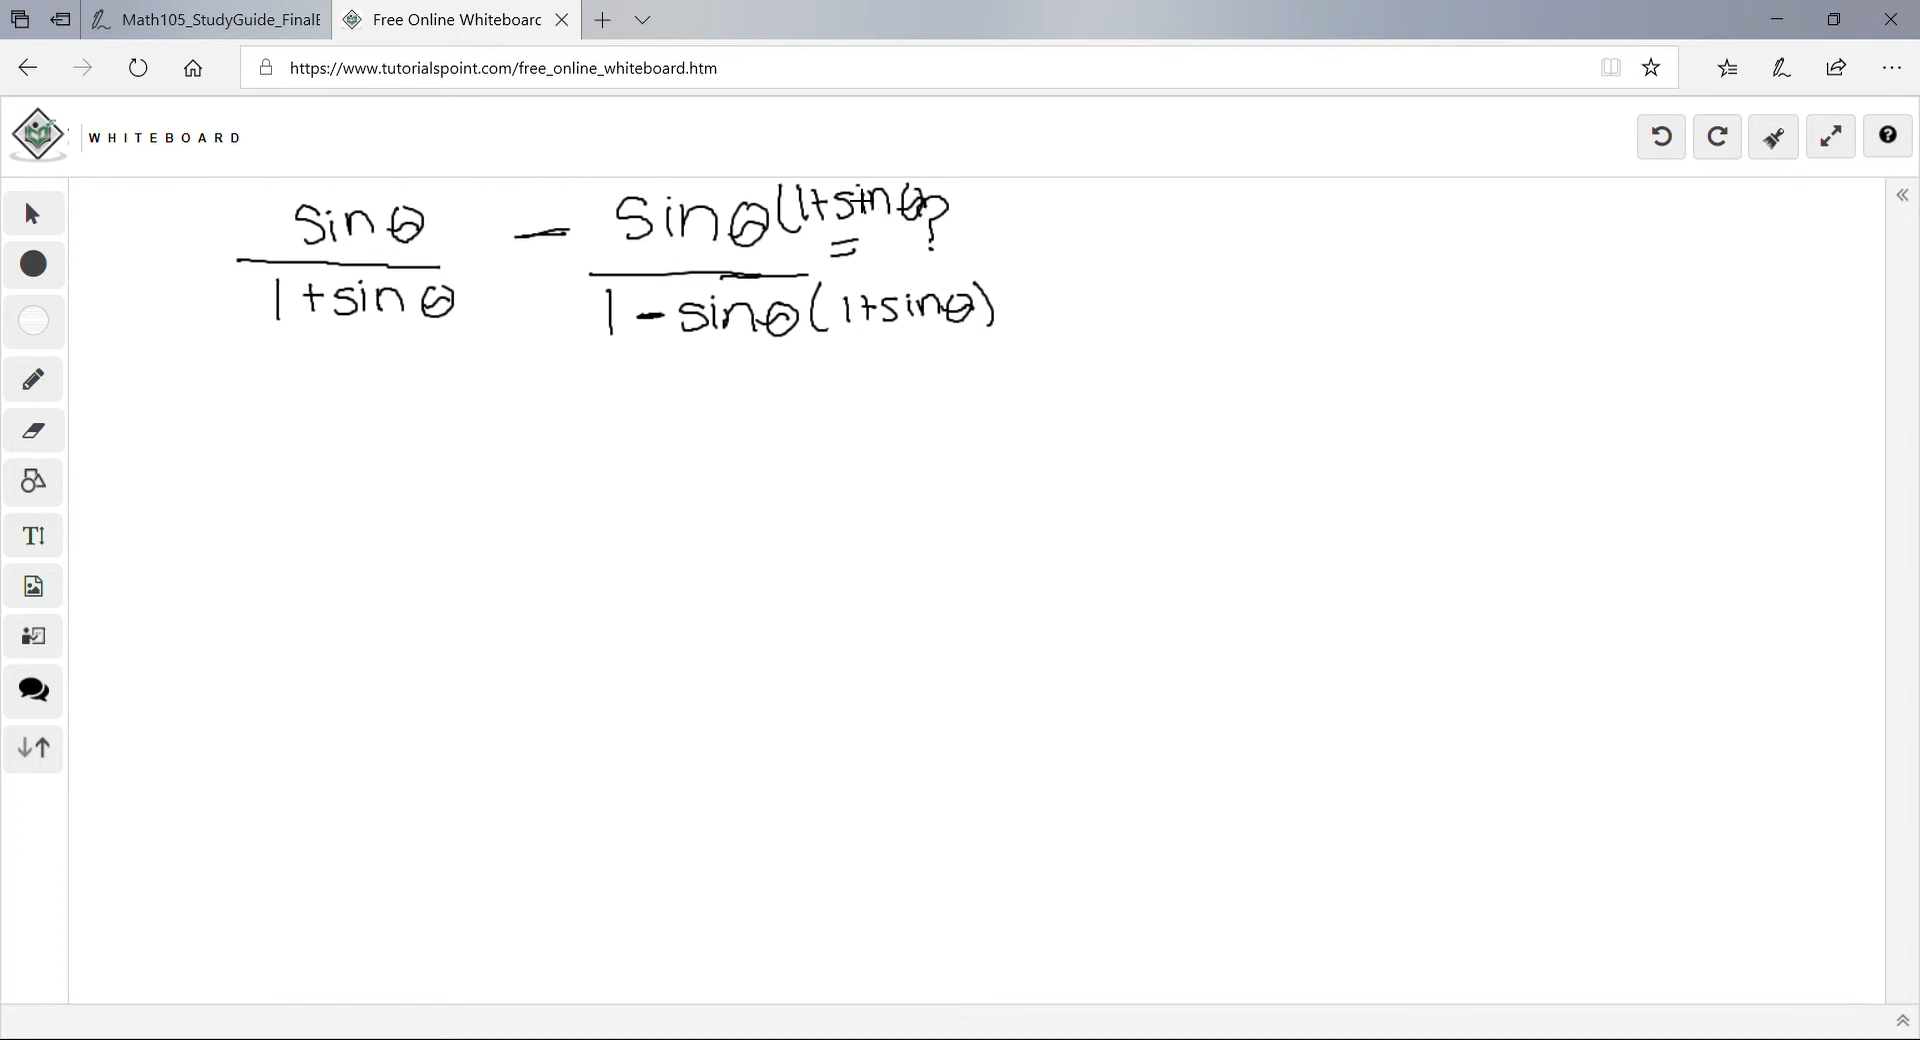 Math105_StudyGuide_FinalE
Free Online Whiteboarc
https://www.tutorialspoint.com/free_online_whiteboard.htm
WHITEBOARD
sinθ — sinθ(1+sinθ?
=
1+sinθ 1-sinθ(1+sinθ)